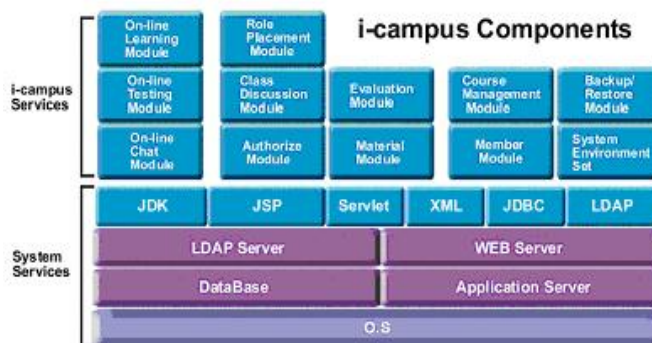 i-campus Components
On-line
Learning
Module
Role
Placement
Module
i-campus
Services
On-line
Testing
Module
Class
Discussion
Module
Evaluation
Module
Course
Management
Module
Backup/
Restore
Module
On-line
Chat
Module
Authorize
Module
Material
Module
Member
Module
System
Environment
Set
System
Services
JDK
JSP
Servlet
XML
JDBC
LDAP
LDAP Server
WEB Server
DataBase
Application Server
O.S